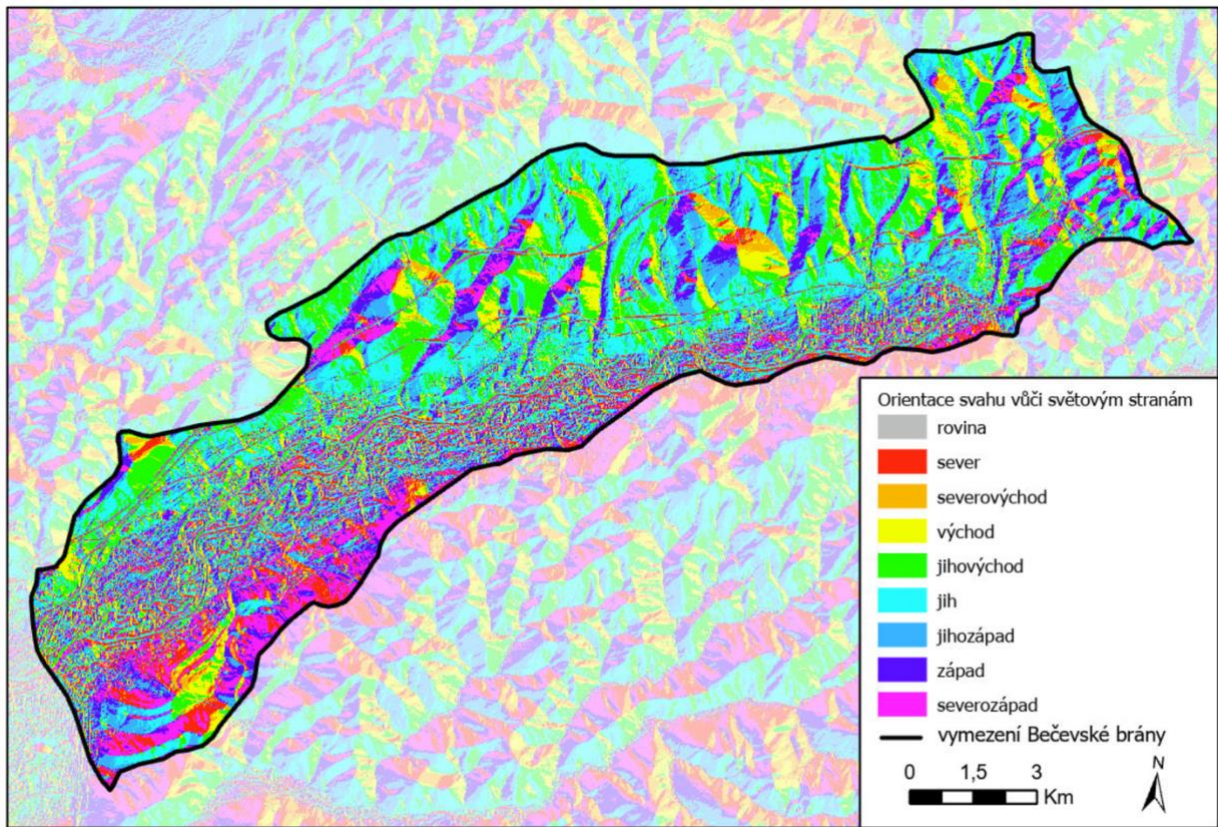 Orientace svahu vůči světovým stranám
rovina
sever
severovýchod
východ
jihovýchod
jih
jihozápad
západ
severozápad
vymezení Bečevské brány
0 1,5 3
Km
N